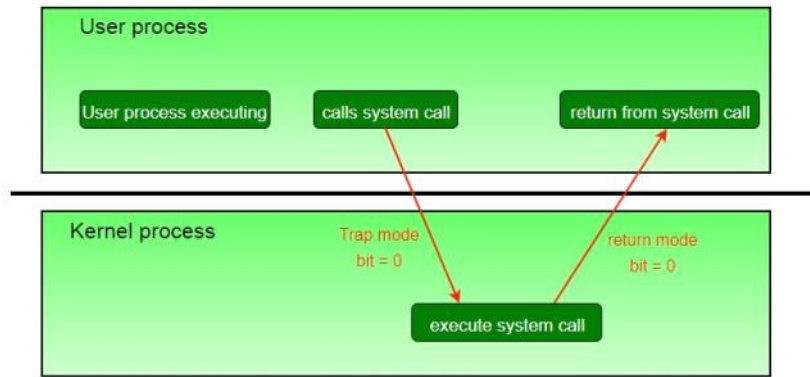 User process
User process executing
calls system call
return from system call
Kernel process
Trap mode
bit = 0
return mode
bit = 0
execute system call